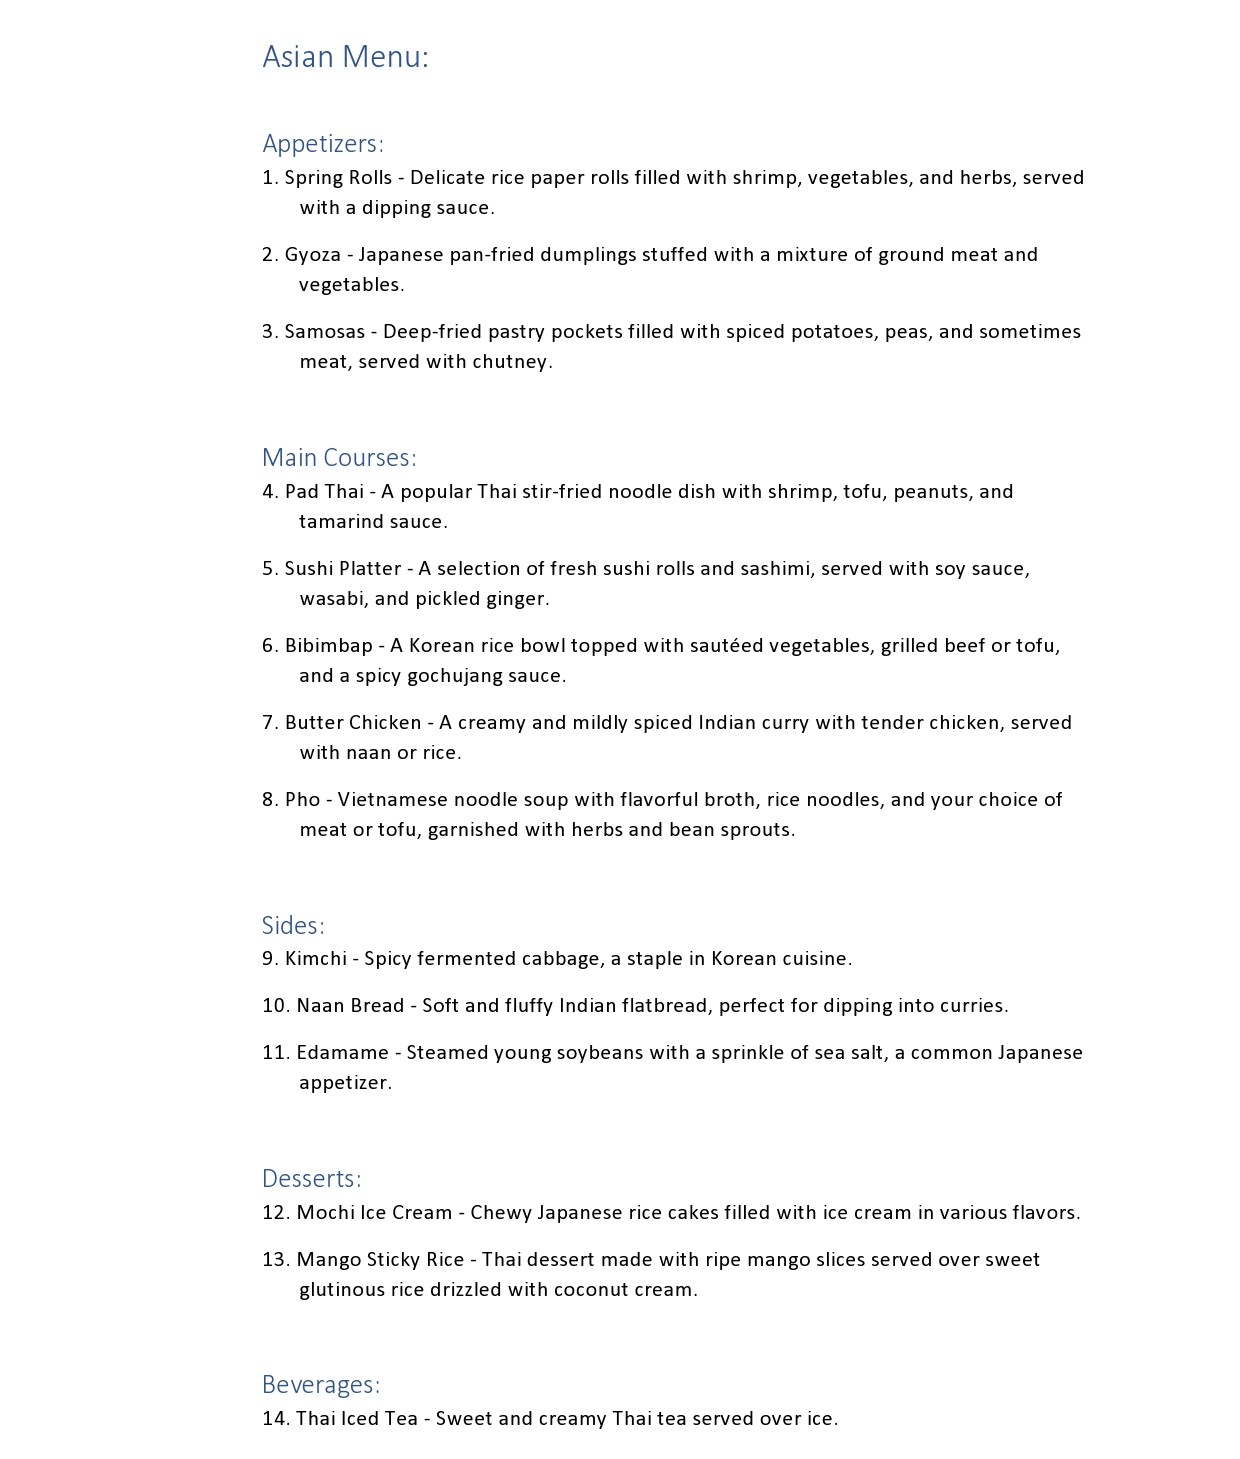 Asian Menu:
Appetizers:
1. Spring Rolls - Delicate rice paper rolls filled with shrimp, vegetables, and herbs, served
with a dipping sauce.
2. Gyoza - Japanese pan-fried dumplings stuffed with a mixture of ground meat and
vegetables.
3. Samosas - Deep-fried pastry pockets filled with spiced potatoes, peas, and sometimes
meat, served with chutney.
Main Courses:
4. Pad Thai - A popular Thai stir-fried noodle dish with shrimp, tofu, peanuts, and
tamarind sauce.
5. Sushi Platter - A selection of fresh sushi rolls and sashimi, served with soy sauce,
wasabi, and pickled ginger.
6. Bibimbap - A Korean rice bowl topped with sautéed vegetables, grilled beef or tofu,
and a spicy gochujang sauce.
7. Butter Chicken - A creamy and mildly spiced Indian curry with tender chicken, served
with naan or rice.
8. Pho - Vietnamese noodle soup with flavorful broth, rice noodles, and your choice of
meat or tofu, garnished with herbs and bean sprouts.
Sides:
9. Kimchi - Spicy fermented cabbage, a staple in Korean cuisine.
10. Naan Bread - Soft and fluffy Indian flatbread, perfect for dipping into curries.
11. Edamame - Steamed young soybeans with a sprinkle of sea salt, a common Japanese
appetizer.
Desserts:
12. Mochi Ice Cream - Chewy Japanese rice cakes filled with ice cream in various flavors.
13. Mango Sticky Rice - Thai dessert made with ripe mango slices served over sweet
glutinous rice drizzled with coconut cream.
Beverages:
14. Thai Iced Tea - Sweet and creamy Thai tea served over ice.